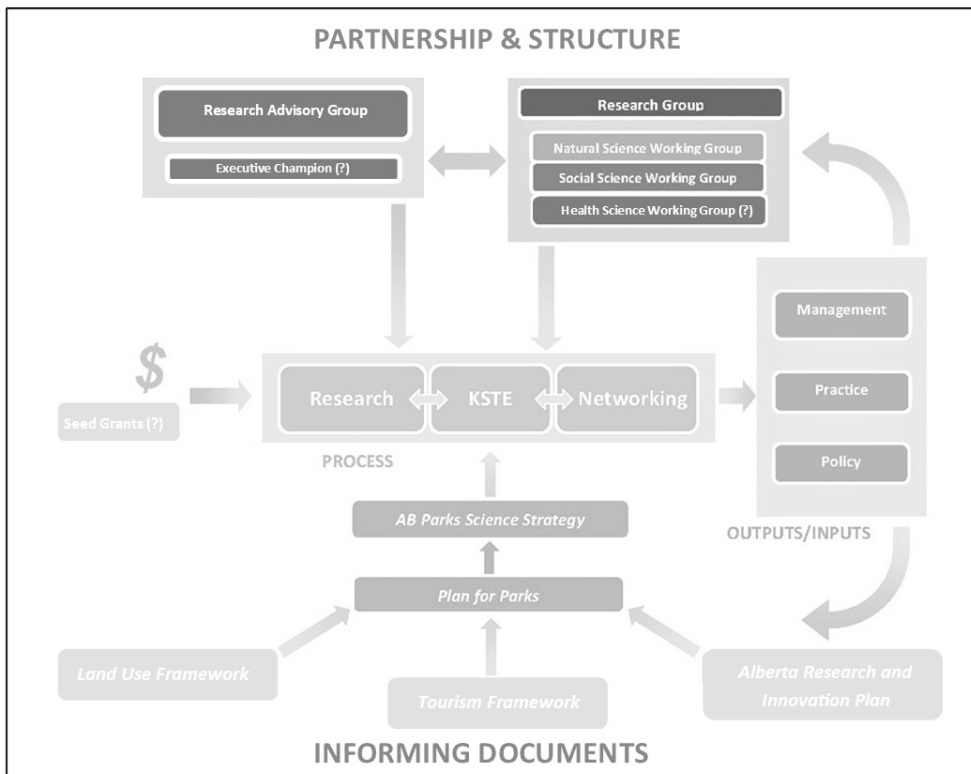 PARTNERSHIP & STRUCTURE
Research Advisory Group
Executive Champion (?)
Research Group
Natural Science Working Group
Social Science Working Group
Health Science Working Group (?)
Management
Practice
Policy
OUTPUTS/INPUTS
$
Seed Grants (?)
Research
KSTE
Networking
PROCESS
AB Parks Science Strategy
Plan for Parks
Land Use Framework
Tourism Framework
Alberta Research and
Innovation Plan
INFORMING DOCUMENTS